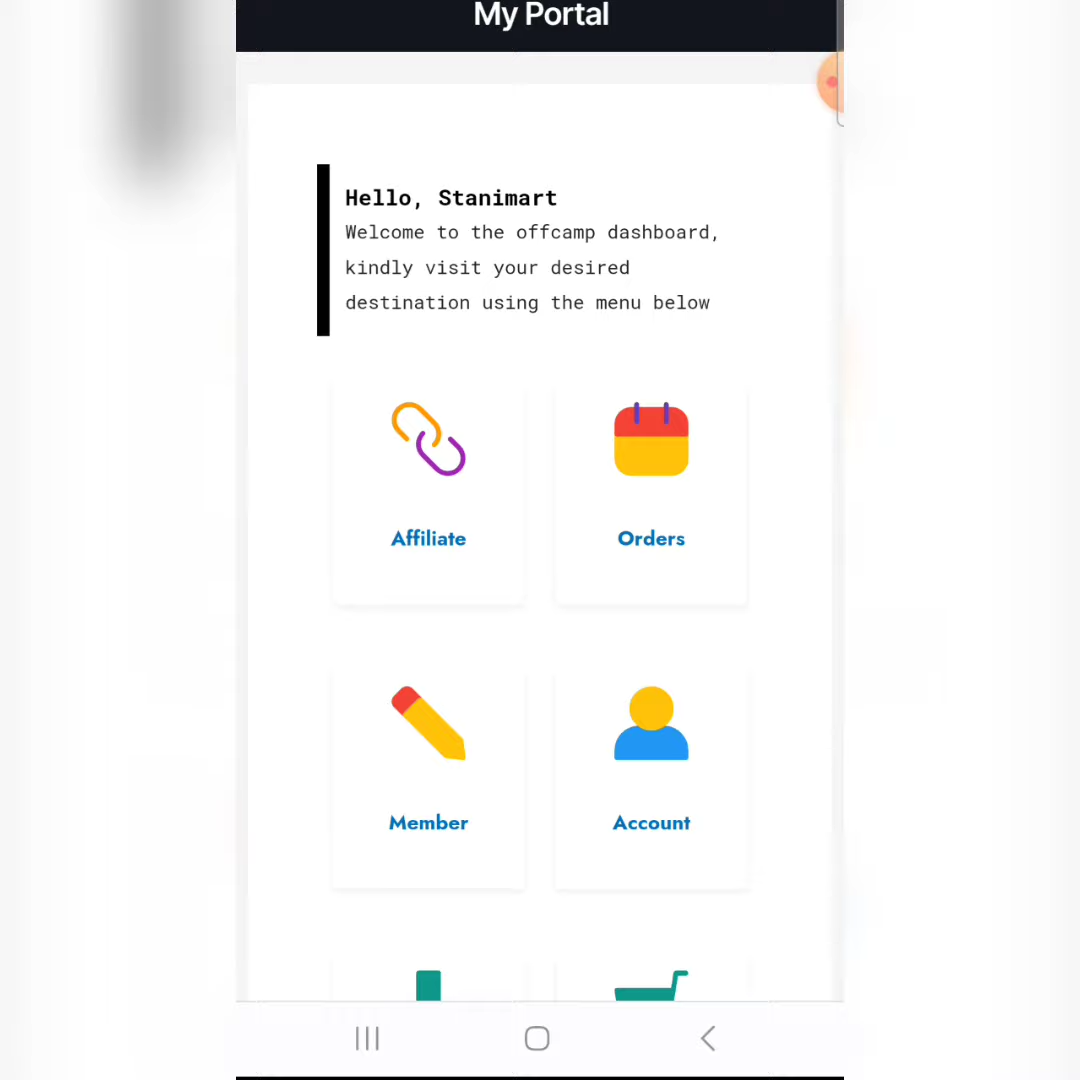 My Portal
Hello, Stanimart
Welcome to the offcamp dashboard,
kindly visit your desired
destination using the menu below
Affiliate
Orders
Member
Account